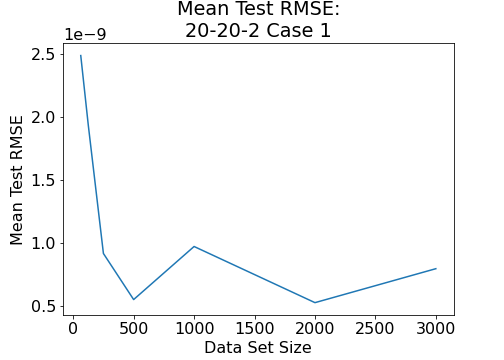 Mean Test RMSE:
20-20-2 Case 1
1e−9
2.5
2.0
1.5
1.0
0.5
Mean Test RMSE
0 500 1000 1500 2000 2500 3000
Data Set Size